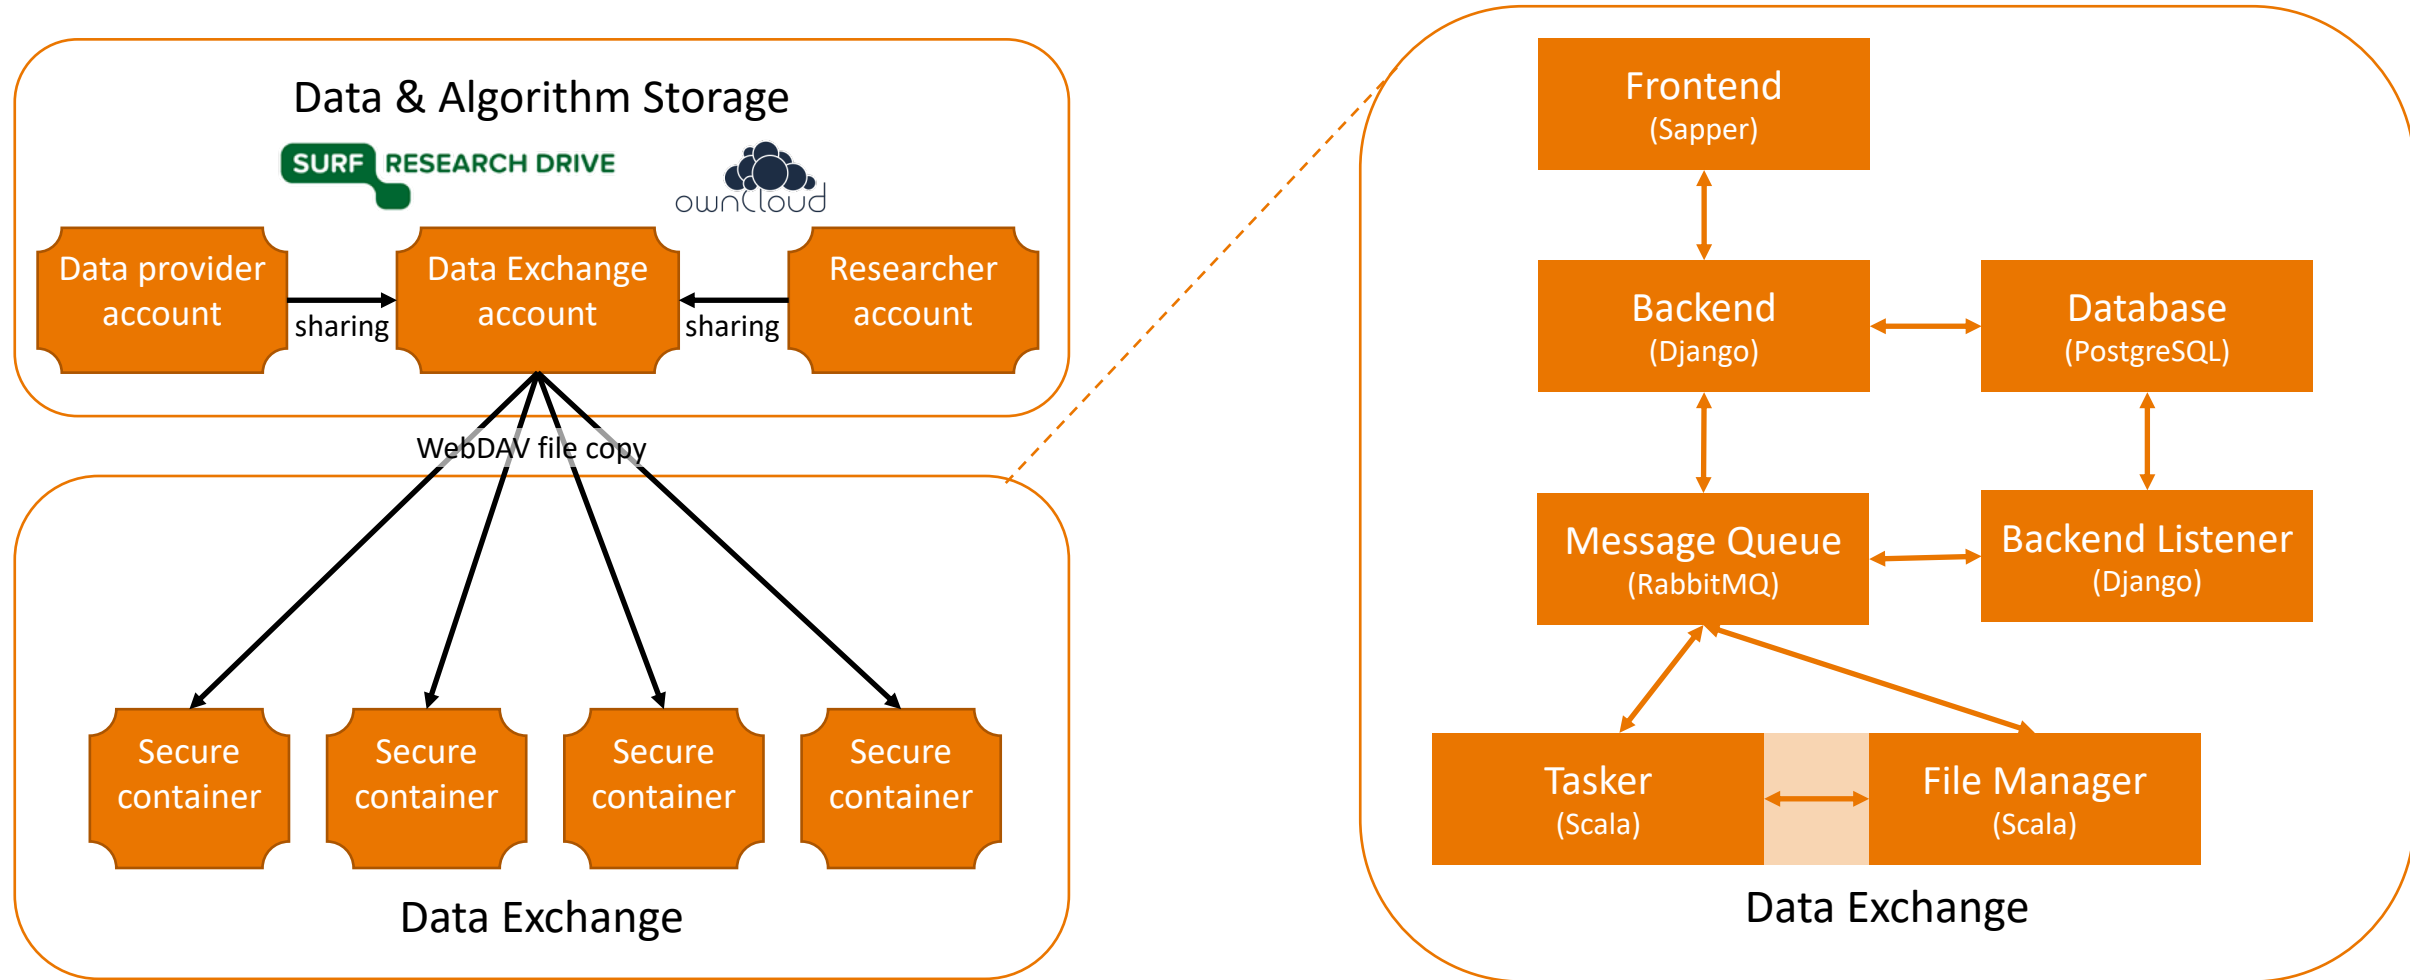 Data & Algorithm Storage
SURF RESEARCH DRIVE
ownCloud
Data provider
account
sharing
Data Exchange
account
sharing
Researcher
account
WebDAV file copy
Secure
container
Secure
container
Secure
container
Secure
container
Data Exchange
Frontend
(Sapper)
Backend
(Django)
Database
(PostgreSQL)
Message Queue
(RabbitMQ)
Backend Listener
(Django)
Tasker
(Scala)
File Manager
(Scala)
Data Exchange